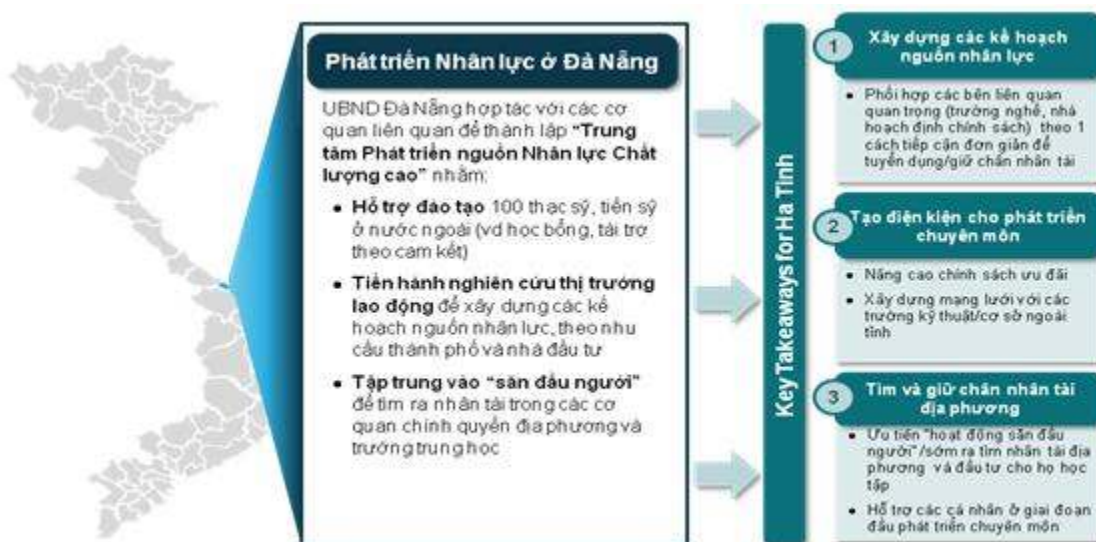 Phát triển Nhân lực ở Đà Nẵng
UBND Đà Nẵng hợp tác với các cơ
quan liên quan để thành lập “Trung
tâm Phát triển nguồn Nhân lực Chất
lượng cao” nhằm:
• Hỗ trợ đào tạo 100 thạc sỹ, tiến sỹ
ở nước ngoài (vd học bổng, tài trợ
theo cam kết)
• Tiến hành nghiên cứu thị trường
lao động để xây dựng các kế
hoạch nguồn nhân lực, theo nhu
cầu thành phố và nhà đầu tư
• Tập trung vào “săn đầu người”
để tìm ra nhân tài trong các cơ
quan chính quyền địa phương và
trường trung học
Key Takeaways for Ha Tinh
1
Xây dựng các kế hoạch
nguồn nhân lực
• Phối hợp các bên liên quan
quan trọng (trường nghề, nhà
hoạch định chính sách) theo 1
cách tiếp cận đơn giản để
tuyển dụng/giữ chân nhân tài
2
Tạo điện kiện cho phát triển
chuyên môn
• Nâng cao chính sách ưu đãi
• Xây dựng mạng lưới với các
trường kỹ thuật/cơ sở ngoài
tỉnh
3
Tìm và giữ chân nhân tài
địa phương
• Ưu tiên “hoạt động săn đầu
người”/sớm ra tìm nhân tài địa
phương và đầu tư cho họ học
tập
• Hỗ trợ các cá nhân ở giai đoạn
đầu phát triển chuyên môn